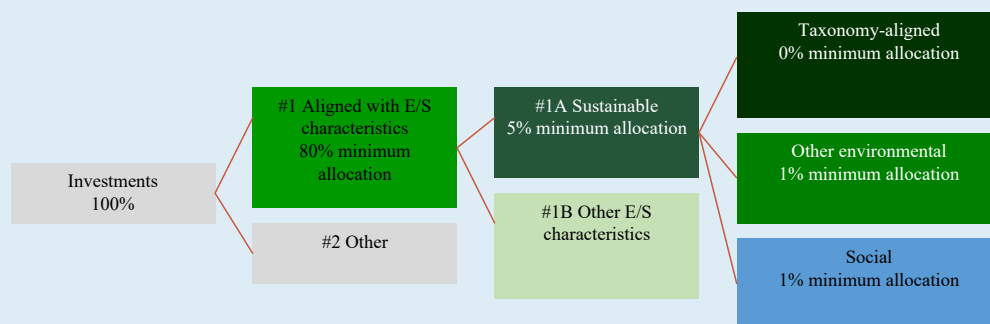 Investments
100%
#1 Aligned with E/S
characteristics
80% minimum
allocation
#2 Other
#1A Sustainable
5% minimum allocation
#1B Other E/S
characteristics
Taxonomy-aligned
0% minimum allocation
Other environmental
1% minimum allocation
Social
1% minimum allocation